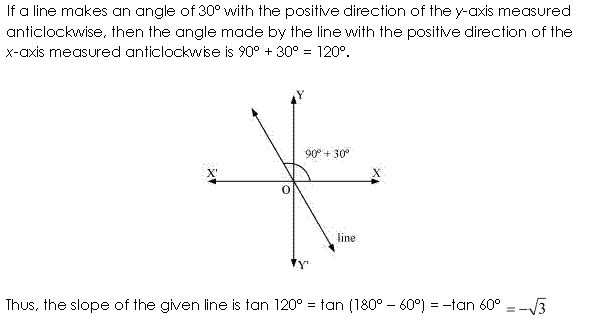 If a line makes an angle of 30° with the positive direction of the y-axis measured
anticlockwise, then the angle made by the line with the positive direction of the
x-axis measured anticlockwise is 90° + 30° = 120°.
Y
90° + 30°
X'
X
O
line
Y'
Thus, the slope of the given line is tan 120° = tan (180° – 60°) = –tan 60° = –√3